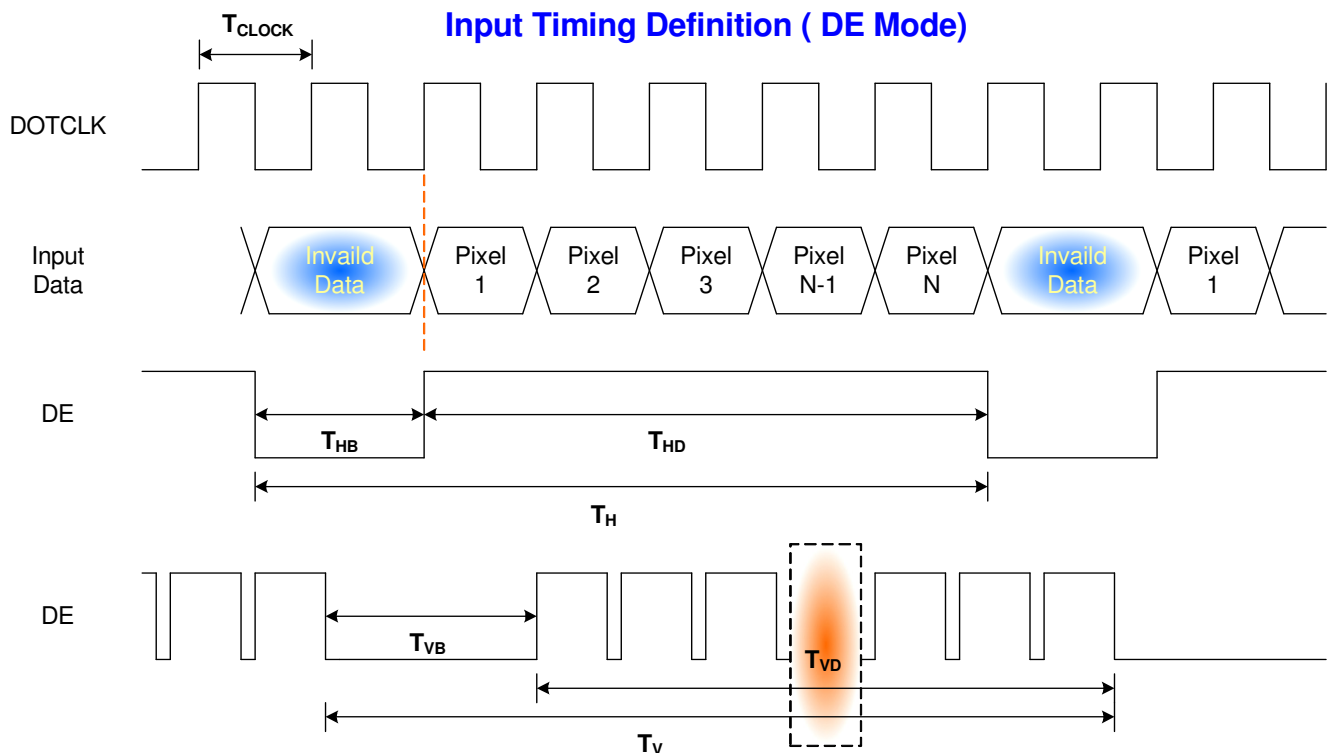 Input Timing Definition ( DE Mode)
TCLOCK
DOTCLK
Input
Data
Invaild
Data
Pixel
1
Pixel
2
Pixel
3
Pixel
N-1
Pixel
N
Invaild
Data
Pixel
1
DE
THB
THD
TH
DE
TVB
TVD
TV